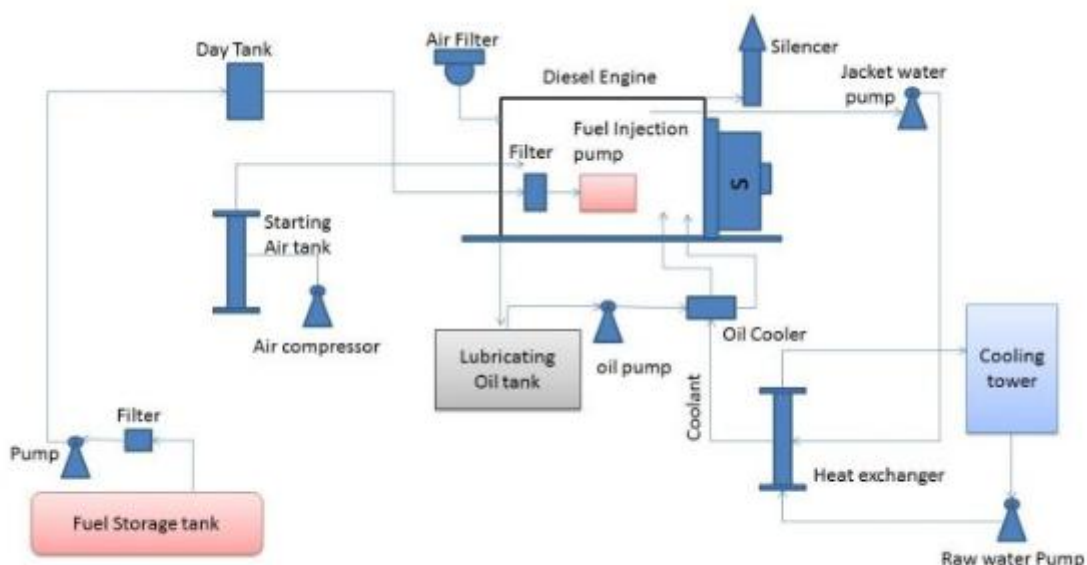 Air Filter
Silencer
Day Tank
Diesel Engine
Jacket water
pump
Fuel Injection
pump
Filter
S
Starting
Air tank
Air compressor
Lubricating
Oil tank
oil pump
Oil Cooler
Coolant
Cooling
tower
Filter
Pump
Heat exchanger
Fuel Storage tank
Raw water Pump